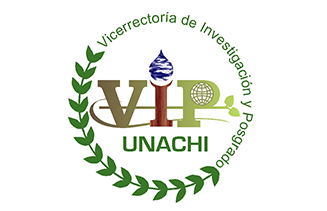 Vicerrectoría de Investigación y Posgrado
VIP
UNACHI